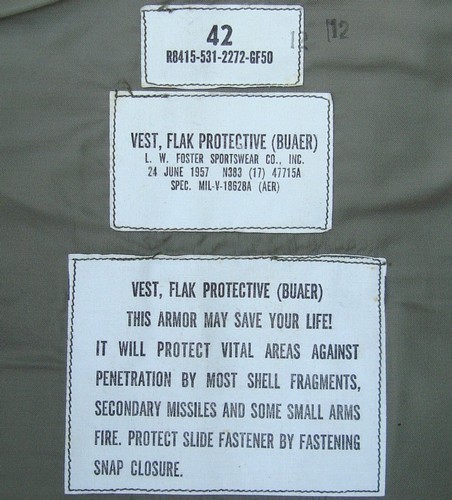 42
R8415-531-2272-GF50
12 12
VEST, FLAK PROTECTIVE (BUAER)
L. W. FOSTER SPORTSWEAR CO., INC.
24 JUNE 1957 N383 (17) 47715A
SPEC. MIL-V-18628A (AER)
VEST, FLAK PROTECTIVE (BUAER)
THIS ARMOR MAY SAVE YOUR LIFE!
IT WILL PROTECT VITAL AREAS AGAINST
PENETRATION BY MOST SHELL FRAGMENTS,
SECONDARY MISSILES AND SOME SMALL ARMS
FIRE. PROTECT SLIDE FASTENER BY FASTENING
SNAP CLOSURE.